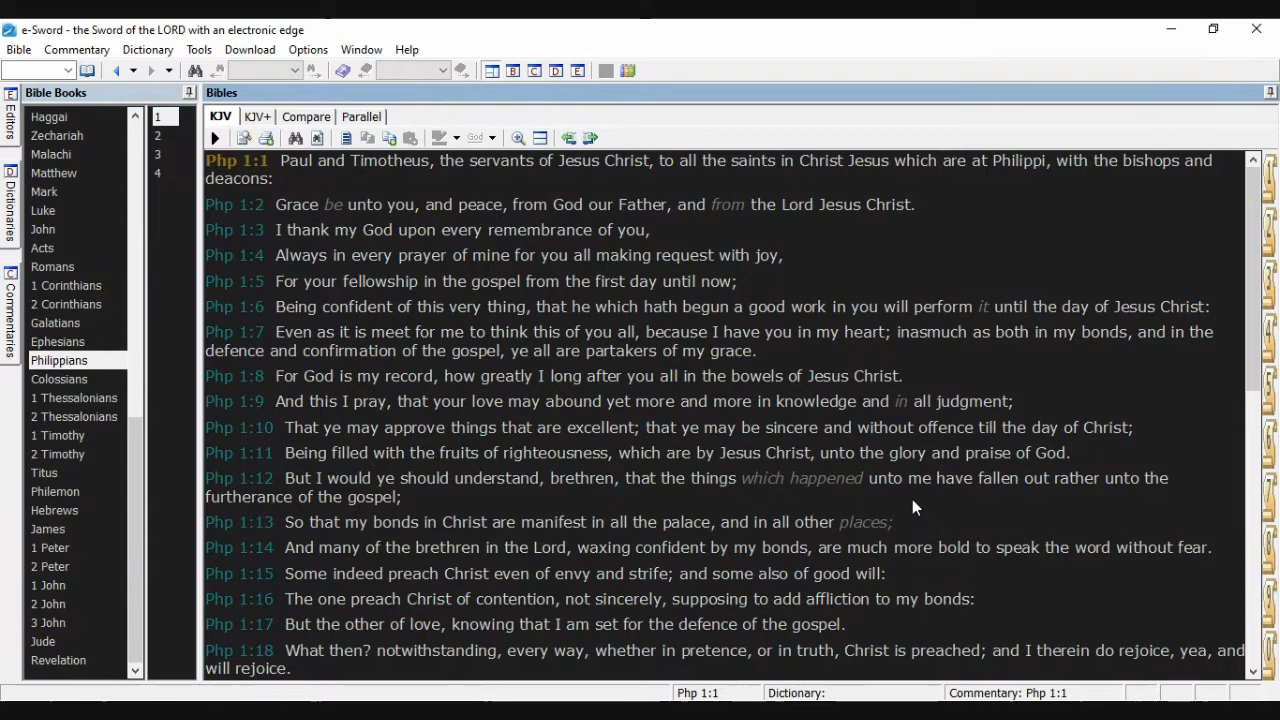 e-Sword - the Sword of the LORD with an electronic edge
Bible Commentary Dictionary Tools Download Options Window Help
B C D E
Bible Books
Bibles
E Editors
D Dictionaries
C Commentaries
Haggai
Zechariah
Malachi
Matthew
Mark
Luke
John
Acts
Romans
1 Corinthians
2 Corinthians
Galatians
Ephesians
Philippians
Colossians
1 Thessalonians
2 Thessalonians
1 Timothy
2 Timothy
Titus
Philemon
Hebrews
James
1 Peter
2 Peter
1 John
2 John
3 John
Jude
Revelation
1
2
3
4
KJV KJV+ Compare Parallel
God
Php 1:1 Paul and Timotheus, the servants of Jesus Christ, to all the saints in Christ Jesus which are at Philippi, with the bishops and
deacons:
Php 1:2 Grace be unto you, and peace, from God our Father, and from the Lord Jesus Christ.
Php 1:3 I thank my God upon every remembrance of you,
Php 1:4 Always in every prayer of mine for you all making request with joy,
Php 1:5 For your fellowship in the gospel from the first day until now;
Php 1:6 Being confident of this very thing, that he which hath begun a good work in you will perform it until the day of Jesus Christ:
Php 1:7 Even as it is meet for me to think this of you all, because I have you in my heart; inasmuch as both in my bonds, and in the
defence and confirmation of the gospel, ye all are partakers of my grace.
Php 1:8 For God is my record, how greatly I long after you all in the bowels of Jesus Christ.
Php 1:9 And this I pray, that your love may abound yet more and more in knowledge and in all judgment;
Php 1:10 That ye may approve things that are excellent; that ye may be sincere and without offence till the day of Christ;
Php 1:11 Being filled with the fruits of righteousness, which are by Jesus Christ, unto the glory and praise of God.
Php 1:12 But I would ye should understand, brethren, that the things which happened unto me have fallen out rather unto the
furtherance of the gospel;
Php 1:13 So that my bonds in Christ are manifest in all the palace, and in all other places;
Php 1:14 And many of the brethren in the Lord, waxing confident by my bonds, are much more bold to speak the word without fear.
Php 1:15 Some indeed preach Christ even of envy and strife; and some also of good will:
Php 1:16 The one preach Christ of contention, not sincerely, supposing to add affliction to my bonds:
Php 1:17 But the other of love, knowing that I am set for the defence of the gospel.
Php 1:18 What then? notwithstanding, every way, whether in pretence, or in truth, Christ is preached; and I therein do rejoice, yea, and
will rejoice.
1
2
3
4
5
6
7
8
9
0
Php 1:1
Dictionary:
Commentary: Php 1:1